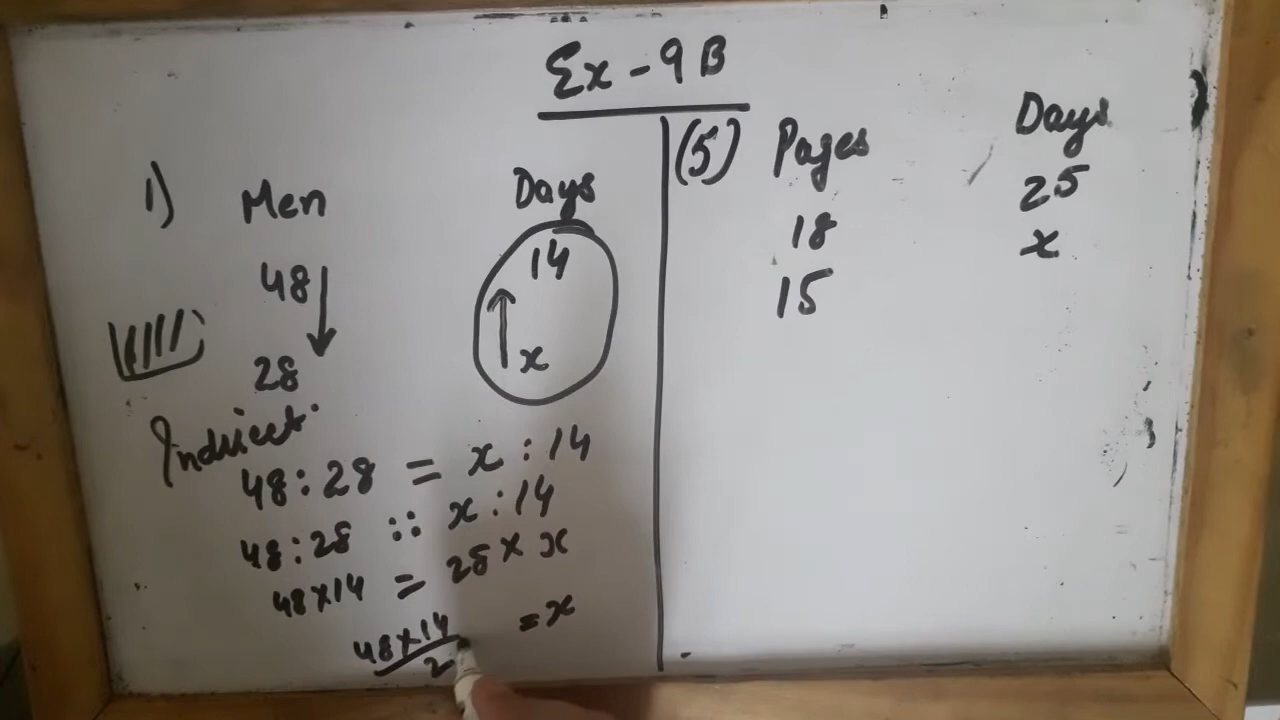 Ex - 9B
1) Men Days
48 14
28 x
Indirect
48 : 28 = x : 14
48 : 28 :: x : 14
48 × 14 = 28 × x
48 × 14 / 2 = x
(5) Pages Days
18 25
15 x